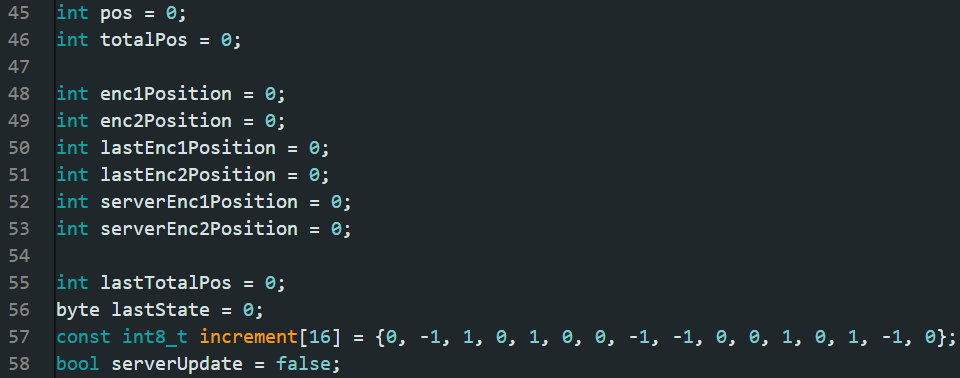 45 int pos = 0;
46 int totalPos = 0;
47
48 int enc1Position = 0;
49 int enc2Position = 0;
50 int lastEnc1Position = 0;
51 int lastEnc2Position = 0;
52 int serverEnc1Position = 0;
53 int serverEnc2Position = 0;
54
55 int lastTotalPos = 0;
56 byte lastState = 0;
57 const int8_t increment[16] = {0, -1, 1, 0, 1, 0, 0, -1, -1, 0, 0, 1, 0, 1, -1, 0};
58 bool serverUpdate = false;